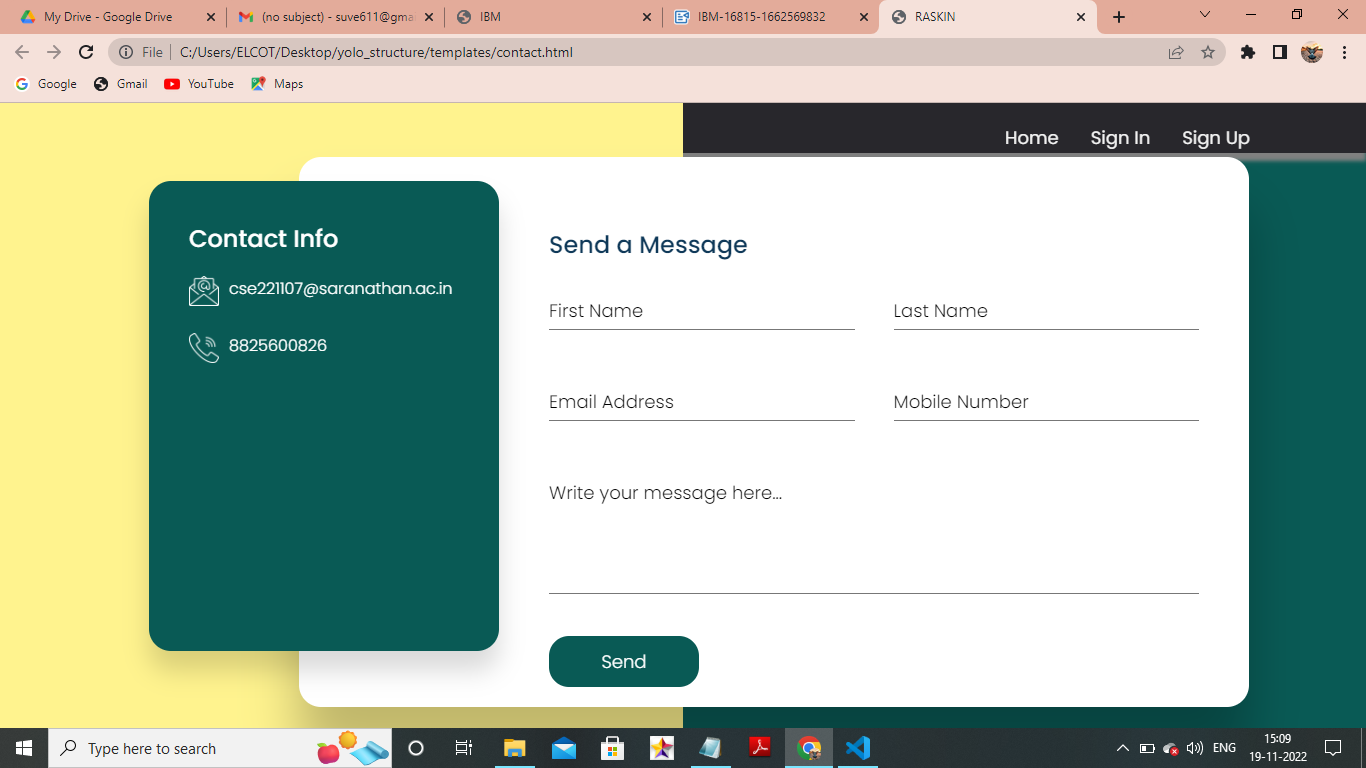 My Drive - Google Drive
(no subject) - suve611@gma
IBM
IBM-16815-1662569832
RASKIN
File
C:/Users/ELCOT/Desktop/yolo_structure/templates/contact.html
Google
Gmail
YouTube
Maps
Home Sign In Sign Up
Contact Info
cse221107@saranathan.ac.in
8825600826
Send a Message
First Name
Last Name
Email Address
Mobile Number
Write your message here...
Send
Type here to search
ENG
15:09
19-11-2022